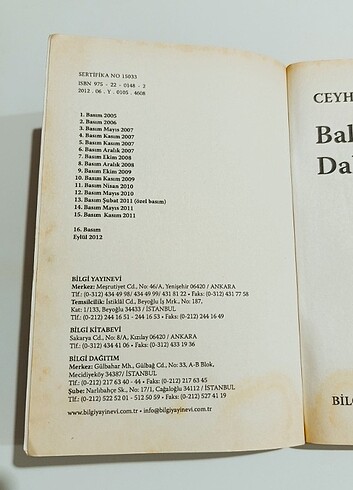 SERTİFİKA NO 15033
ISBN 975 - 22 - 0148 - 2
2012 . 06 . Y . 0105 . 4608
1. Basım 2005
2. Basım 2006
3. Basım Mayıs 2007
4. Basım Kasım 2007
5. Basım Kasım 2007
6. Basım Aralık 2007
7. Basım Ekim 2008
8. Basım Aralık 2008
9. Basım Ekim 2009
10. Basım Kasım 2009
11. Basım Nisan 2010
12. Basım Mayıs 2010
13. Basım Şubat 2011 (özel basım)
14. Basım Mayıs 2011
15. Basım Kasım 2011
16. Basım
Eylül 2012
BİLGİ YAYINEVİ
Merkez: Meşrutiyet Cd., No: 46/A, Yenişehir 06420 / ANKARA
Tlf.: (0-312) 434 49 98/ 434 49 99/ 431 81 22 • Faks: (0-312) 431 77 58
Temsilcilik: İstiklâl Cd., Beyoğlu İş Mrk., No: 187,
Kat: 1/133, Beyoğlu 34433 / İSTANBUL
Tlf.: (0-212) 244 16 51 - 244 16 53 • Faks: (0-212) 244 16 49
BİLGİ KİTABEVİ
Sakarya Cd., No: 8/A, Kızılay 06420 / ANKARA
Tlf.: (0-312) 434 41 06 • Faks: (0-312) 433 19 36
BİLGİ DAĞITIM
Merkez: Gülbahar Mh., Gülbağ Cd., No: 33, A-B Blok,
Mecidiyeköy 34387/ İSTANBUL
Tlf.: (0-212) 217 63 40 - 44 • Faks: (0-212) 217 63 45
Şube: Narlıbahçe Sk., No: 17/1, Cağaloğlu 34112 / İSTANBUL
Tlf.: (0-212) 522 52 01 - 512 50 59 • Faks: (0-212) 527 41 19
www.bilgiyayinevi.com.tr • info@bilgiyayinevi.com.tr
CEYH
Bal
Da
BİL